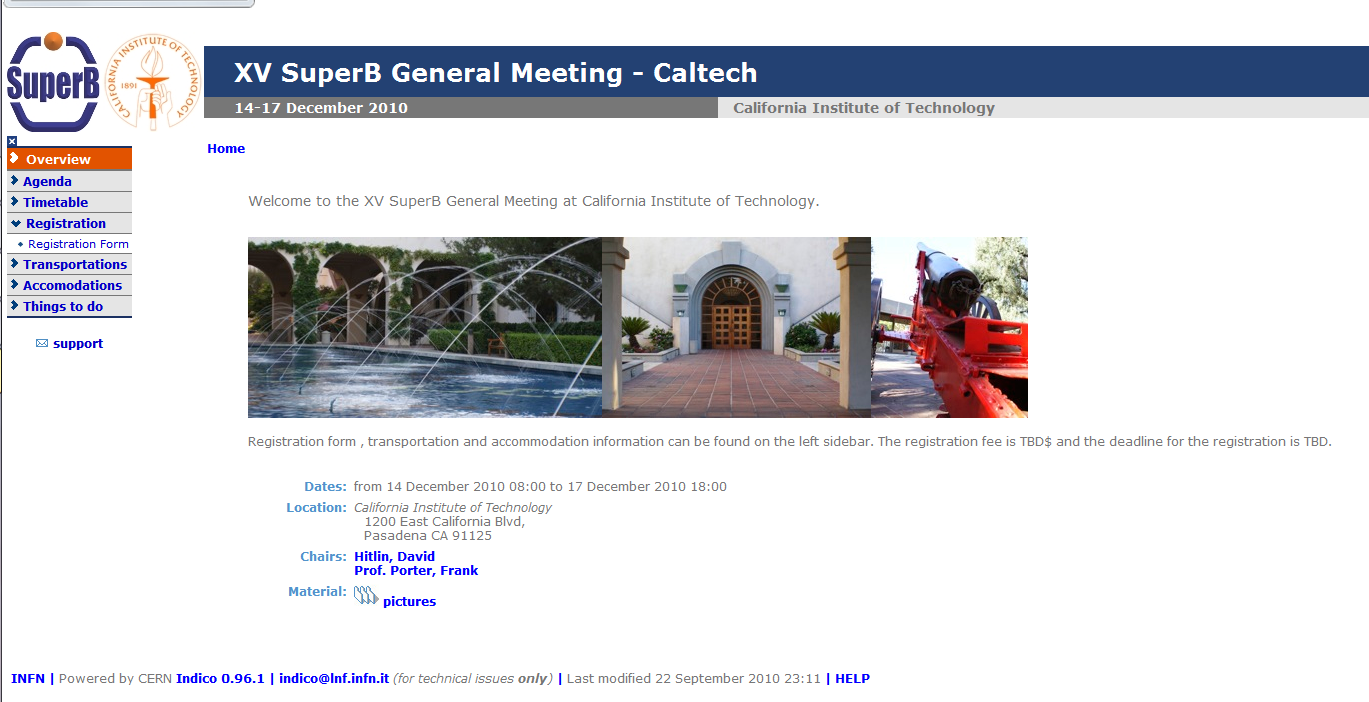 SuperB
CALIFORNIA INSTITUTE OF TECHNOLOGY
1891
XV SuperB General Meeting - Caltech
14-17 December 2010
California Institute of Technology
Home
Overview
Agenda
Timetable
Registration
Registration Form
Transportations
Accomodations
Things to do
support
Welcome to the XV SuperB General Meeting at California Institute of Technology.
Registration form , transportation and accommodation information can be found on the left sidebar. The registration fee is TBD$ and the deadline for the registration is TBD.
Dates: from 14 December 2010 08:00 to 17 December 2010 18:00
Location: California Institute of Technology
1200 East California Blvd,
Pasadena CA 91125
Chairs: Hitlin, David
Prof. Porter, Frank
Material: pictures
INFN | Powered by CERN Indico 0.96.1 | indico@lnf.infn.it (for technical issues only) | Last modified 22 September 2010 23:11 | HELP